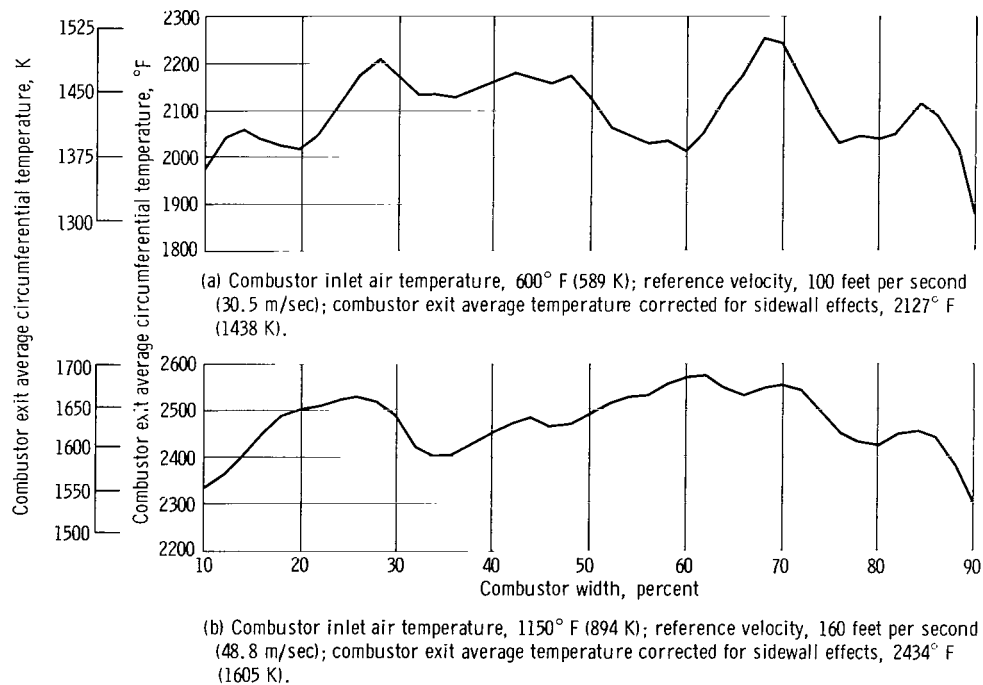 Combustor exit average circumferential temperature, K
1525
1450
1375
1300
Combustor exit average circumferential temperature, °F
2300
2200
2100
2000
1900
1800
(a) Combustor inlet air temperature, 600° F (589 K); reference velocity, 100 feet per second
(30.5 m/sec); combustor exit average temperature corrected for sidewall effects, 2127° F
(1438 K).
1700
1650
1600
1550
1500
2600
2500
2400
2300
2200
10 20 30 40 50 60 70 80 90
Combustor width, percent
(b) Combustor inlet air temperature, 1150° F (894 K); reference velocity, 160 feet per second
(48.8 m/sec); combustor exit average temperature corrected for sidewall effects, 2434° F
(1605 K).